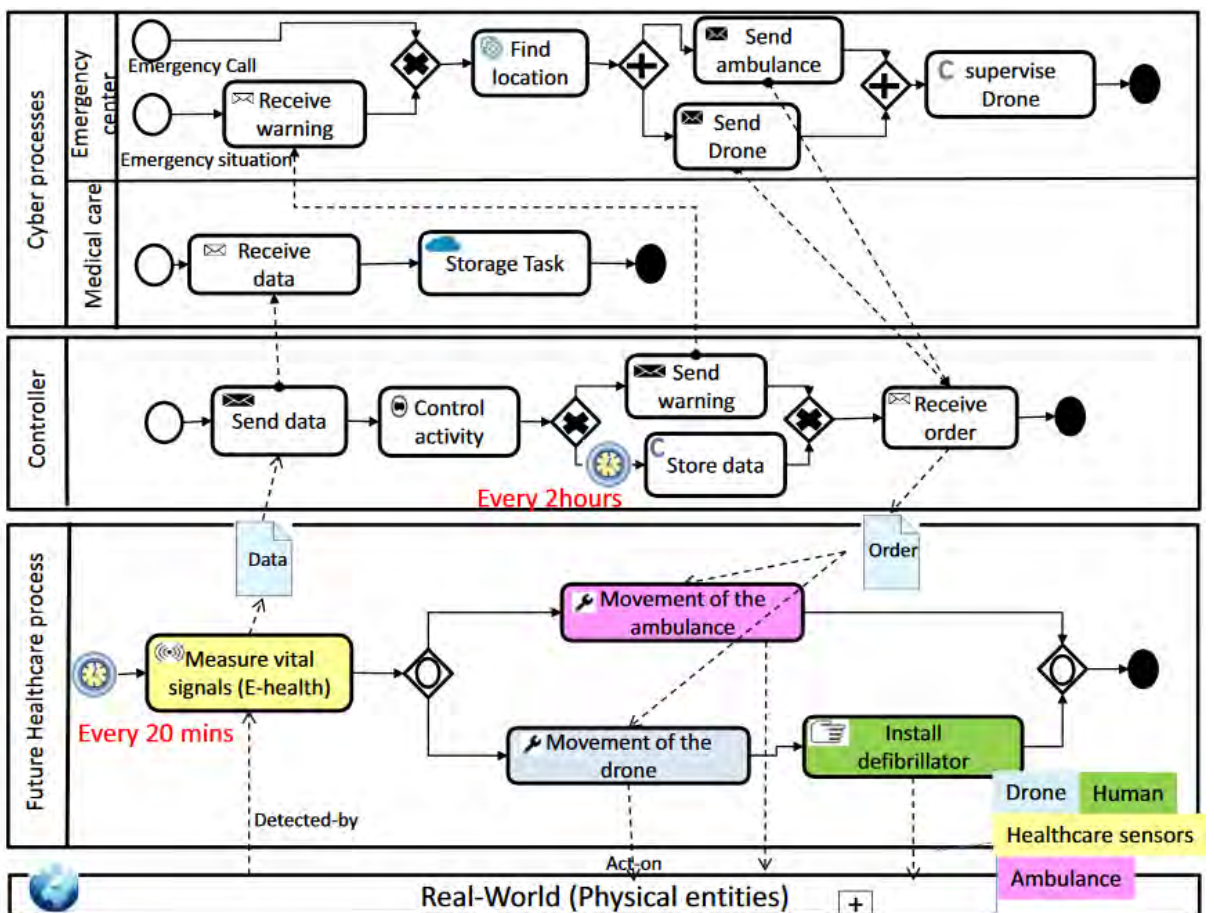 Cyber processes
Emergency
center
Emergency Call
Receive
warning
Emergency situation
Find
location
Send
ambulance
Send
Drone
C supervise
Drone
Medical care
Receive
data
Storage Task
Controller
Send data
Control
activity
Send
warning
C
Store data
Every 2hours
Receive
order
Future Healthcare process
Data
Order
Measure vital
signals (E-health)
Every 20 mins
Movement of the
ambulance
Movement of the
drone
Install
defibrillator
Detected-by
Act-on
Drone
Human
Healthcare sensors
Ambulance
Real-World (Physical entities)
+